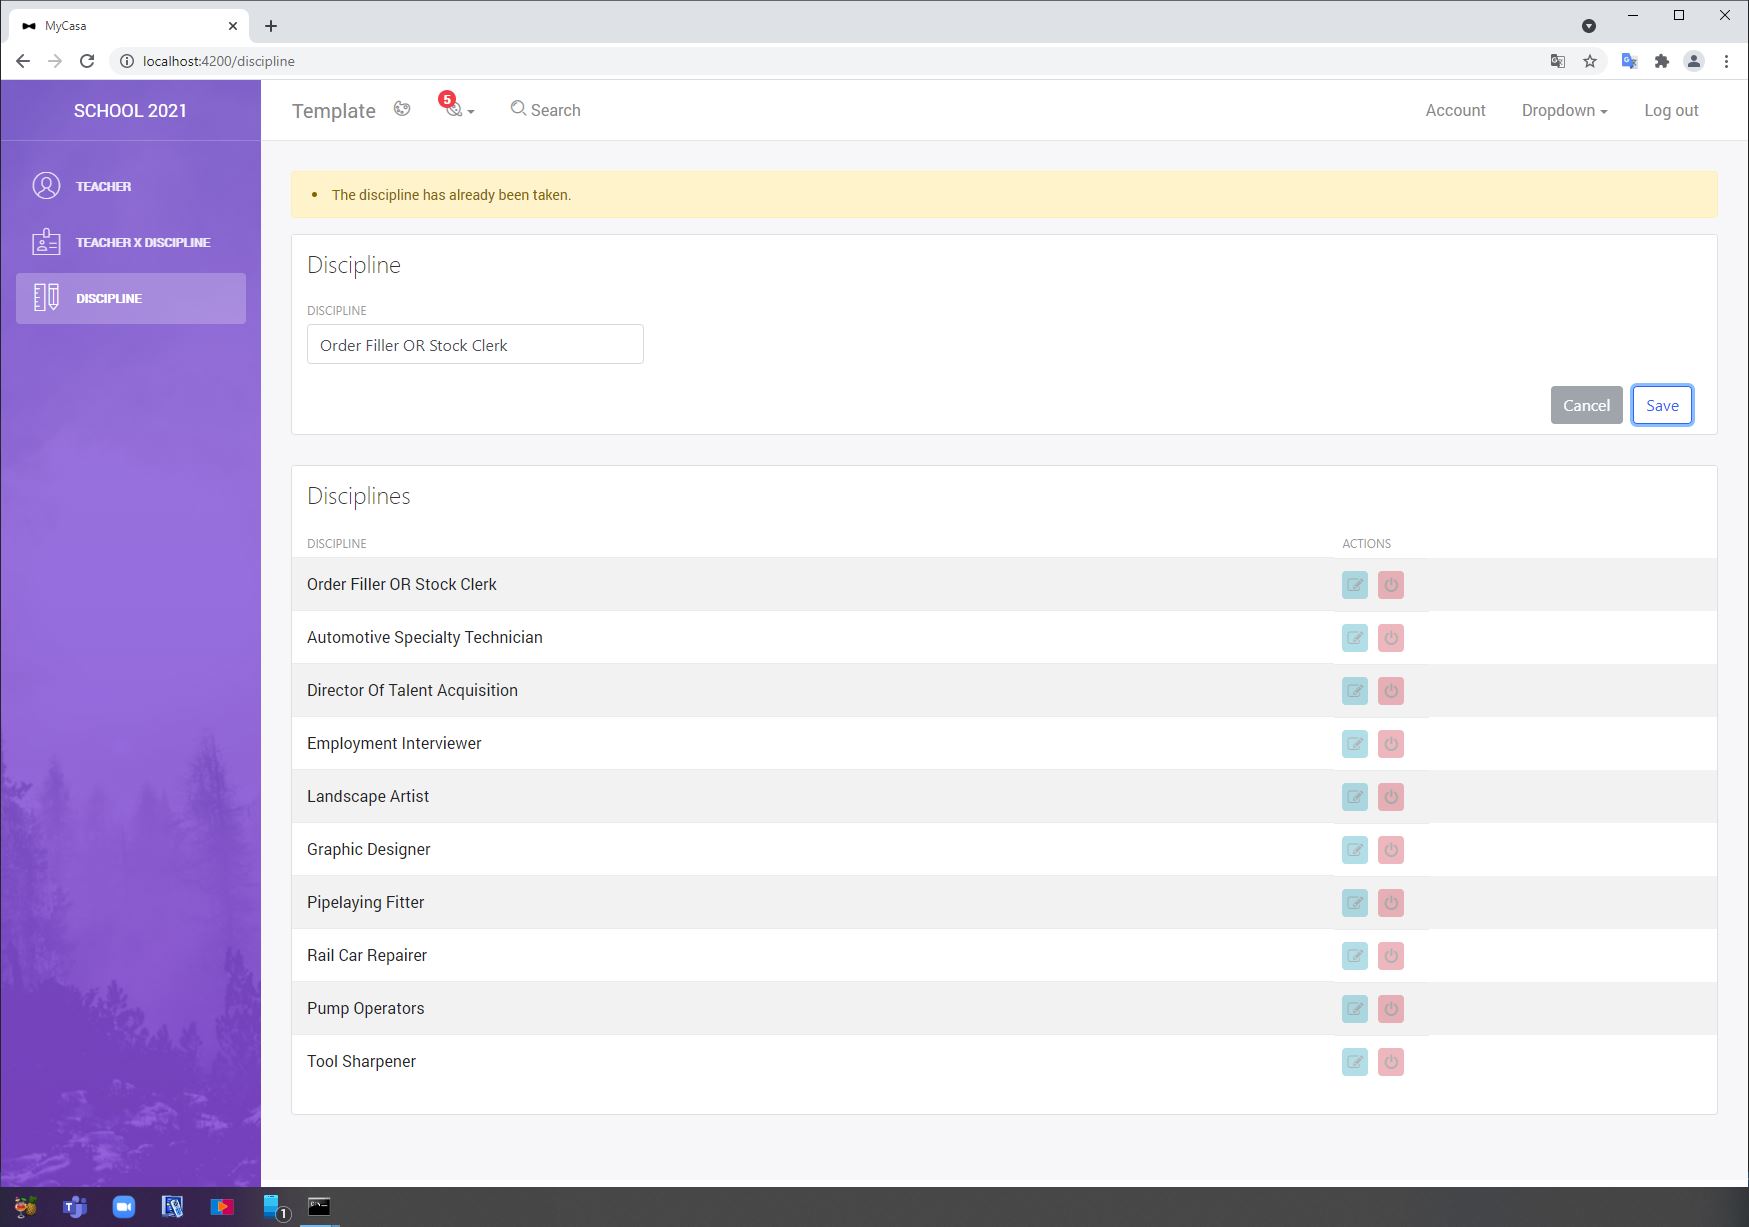 MyCasa
localhost:4200/discipline
SCHOOL 2021
Template
5
Search
Account
Dropdown
Log out
TEACHER
TEACHER X DISCIPLINE
DISCIPLINE
The discipline has already been taken.
Discipline
DISCIPLINE
Order Filler OR Stock Clerk
Cancel
Save
Disciplines
DISCIPLINE
ACTIONS
Order Filler OR Stock Clerk
Automotive Specialty Technician
Director Of Talent Acquisition
Employment Interviewer
Landscape Artist
Graphic Designer
Pipelaying Fitter
Rail Car Repairer
Pump Operators
Tool Sharpener
1